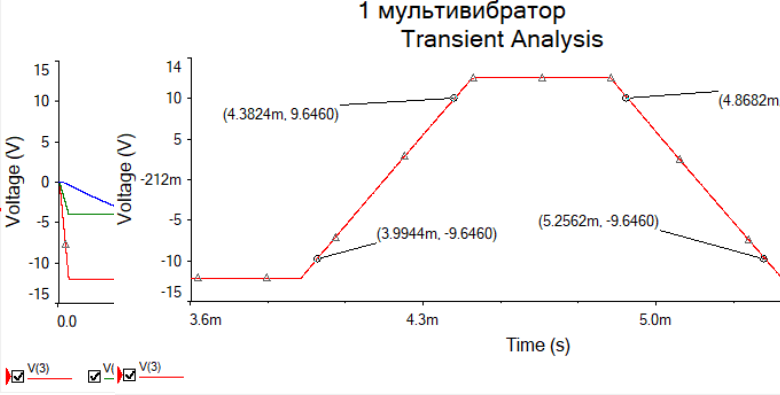 1 мультивибратор
Transient Analysis
Voltage (V)
15
10
5
0
-5
-10
-15
0.0
Voltage (V)
14
10
5
-212m
-5
-10
-15
(4.3824m, 9.6460)
(4.8682m
(3.9944m, -9.6460)
(5.2562m, -9.6460)
3.6m
4.3m
5.0m
Time (s)
V(3)
V(
V(3)